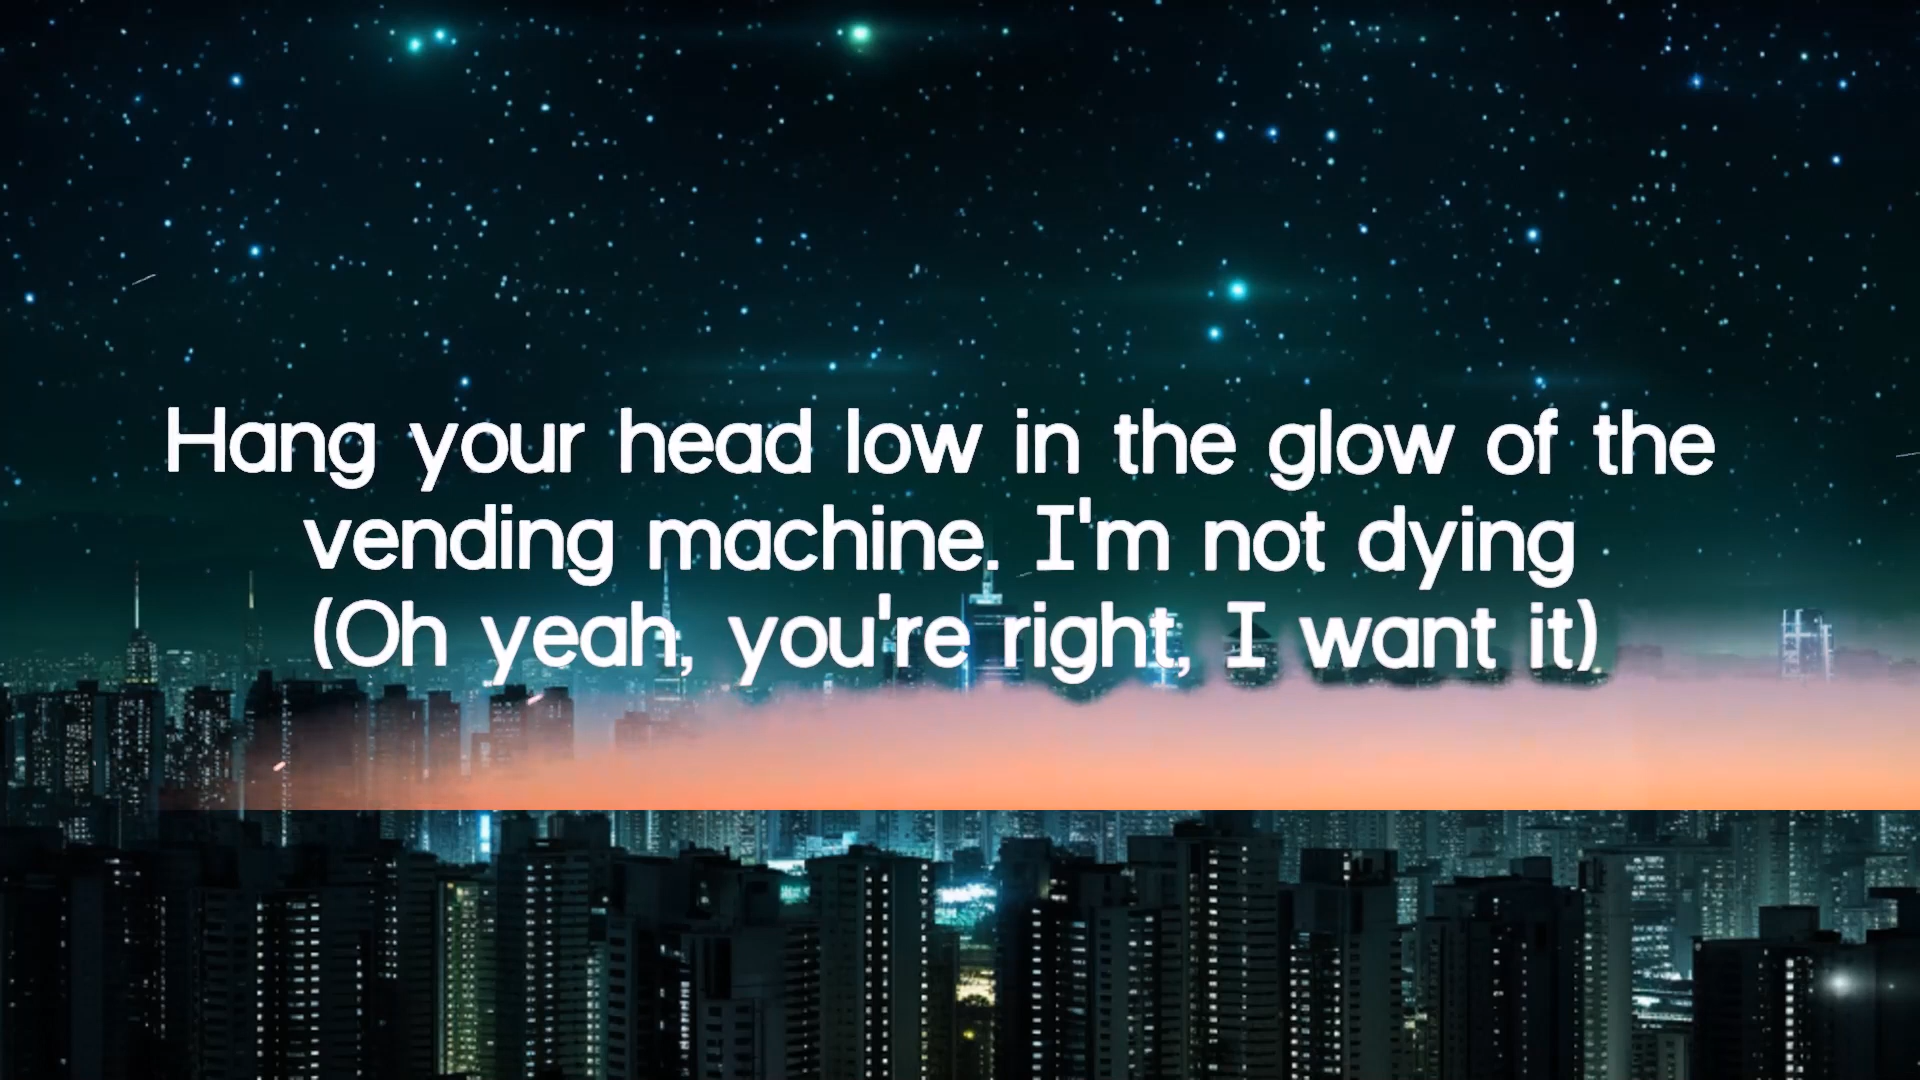 Hang your head low in the glow of the
vending machine. I'm not dying
(Oh yeah, you're right, I want it)